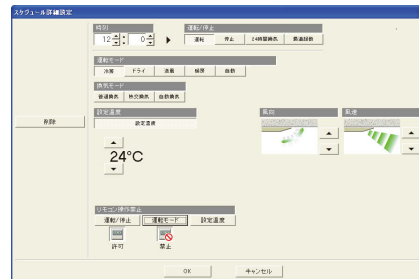 スケジュール詳細設定
時刻
12 : 0
運転/停止
運転 停止 24時間換気 最適起動
運転モード
冷房 ドライ 送風 暖房 自動
換気モード
普通換気 熱交換気 自動換気
設定温度
設定温度
風向
風速
削除
24°C
リモコン操作禁止
運転/停止 運転モード 設定温度
許可 禁止
OK キャンセル